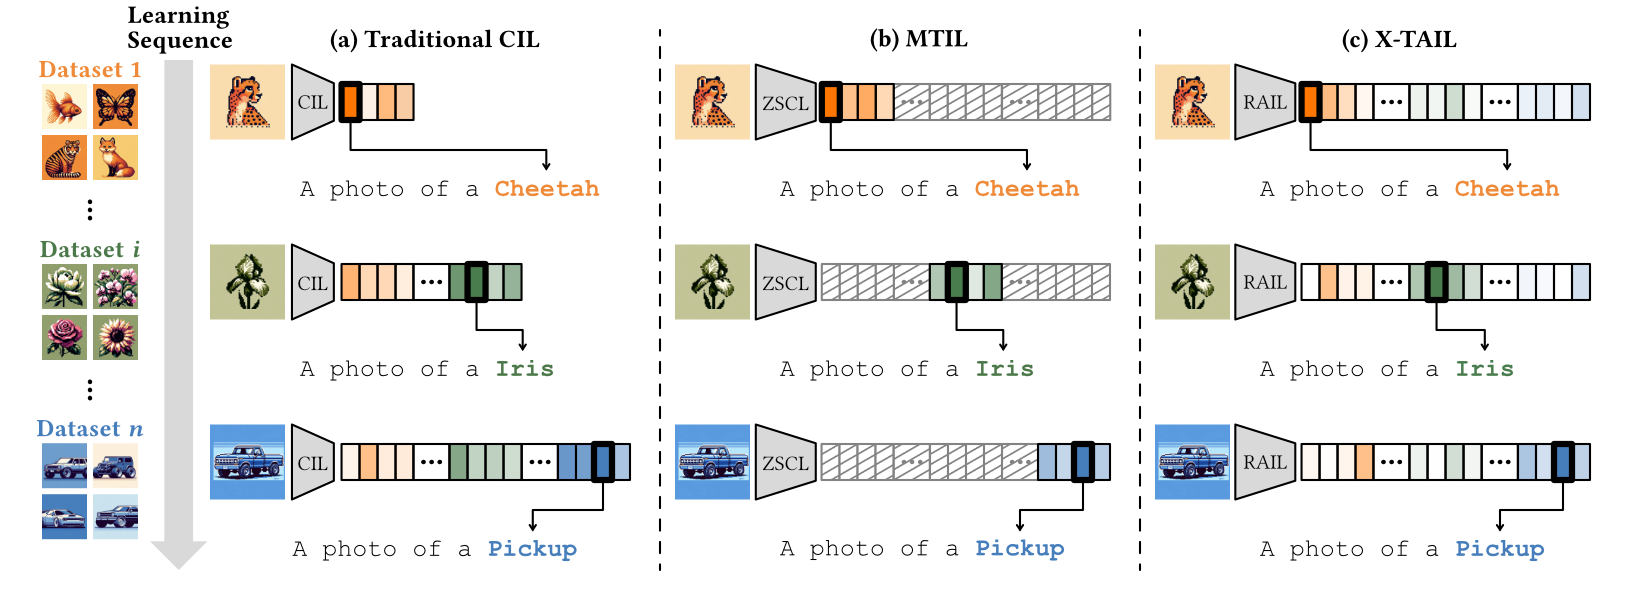 Learning
Sequence
(a) Traditional CIL
(b) MTIL
(c) X-TAIL
Dataset 1
CIL
ZSCL
RAIL
A photo of a Cheetah
A photo of a Cheetah
A photo of a Cheetah
Dataset i
CIL
ZSCL
RAIL
A photo of a Iris
A photo of a Iris
A photo of a Iris
Dataset n
CIL
ZSCL
RAIL
A photo of a Pickup
A photo of a Pickup
A photo of a Pickup